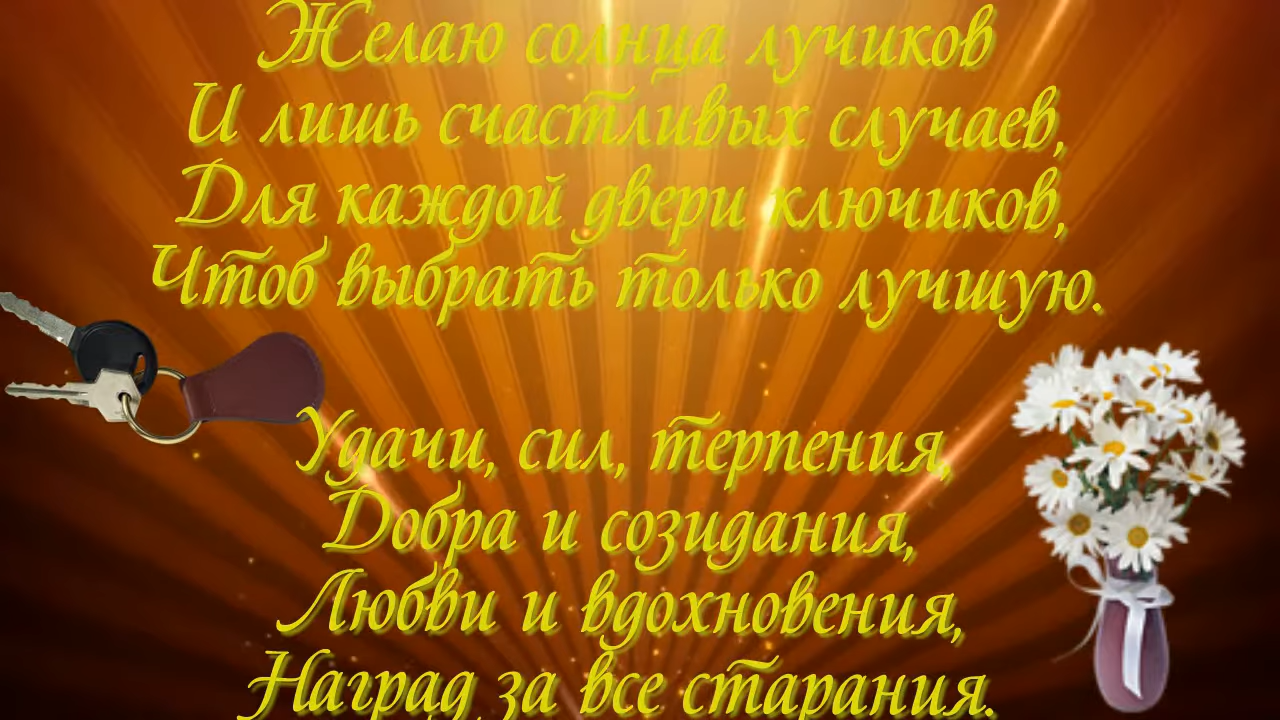 Желаю солнца лучиков
И лишь счастливых случаев,
Для каждой двери ключиков,
Чтоб выбрать только лучшую.
Удачи, сил, терпения,
Добра и созидания,
Любви и вдохновения,
Наград за все старания.